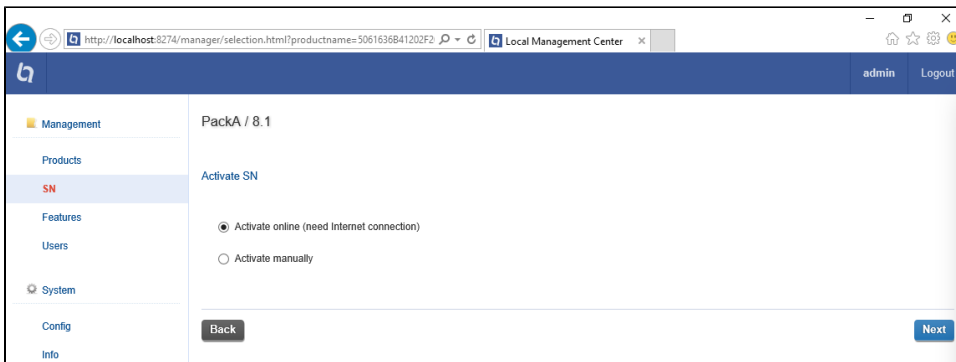 http://localhost:8274/manager/selection.html?productname=5061636B41202F2
Local Management Center
admin
Logout
Management
Products
SN
Features
Users
System
Config
Info
PackA / 8.1
Activate SN
Activate online (need Internet connection)
Activate manually
Back
Next